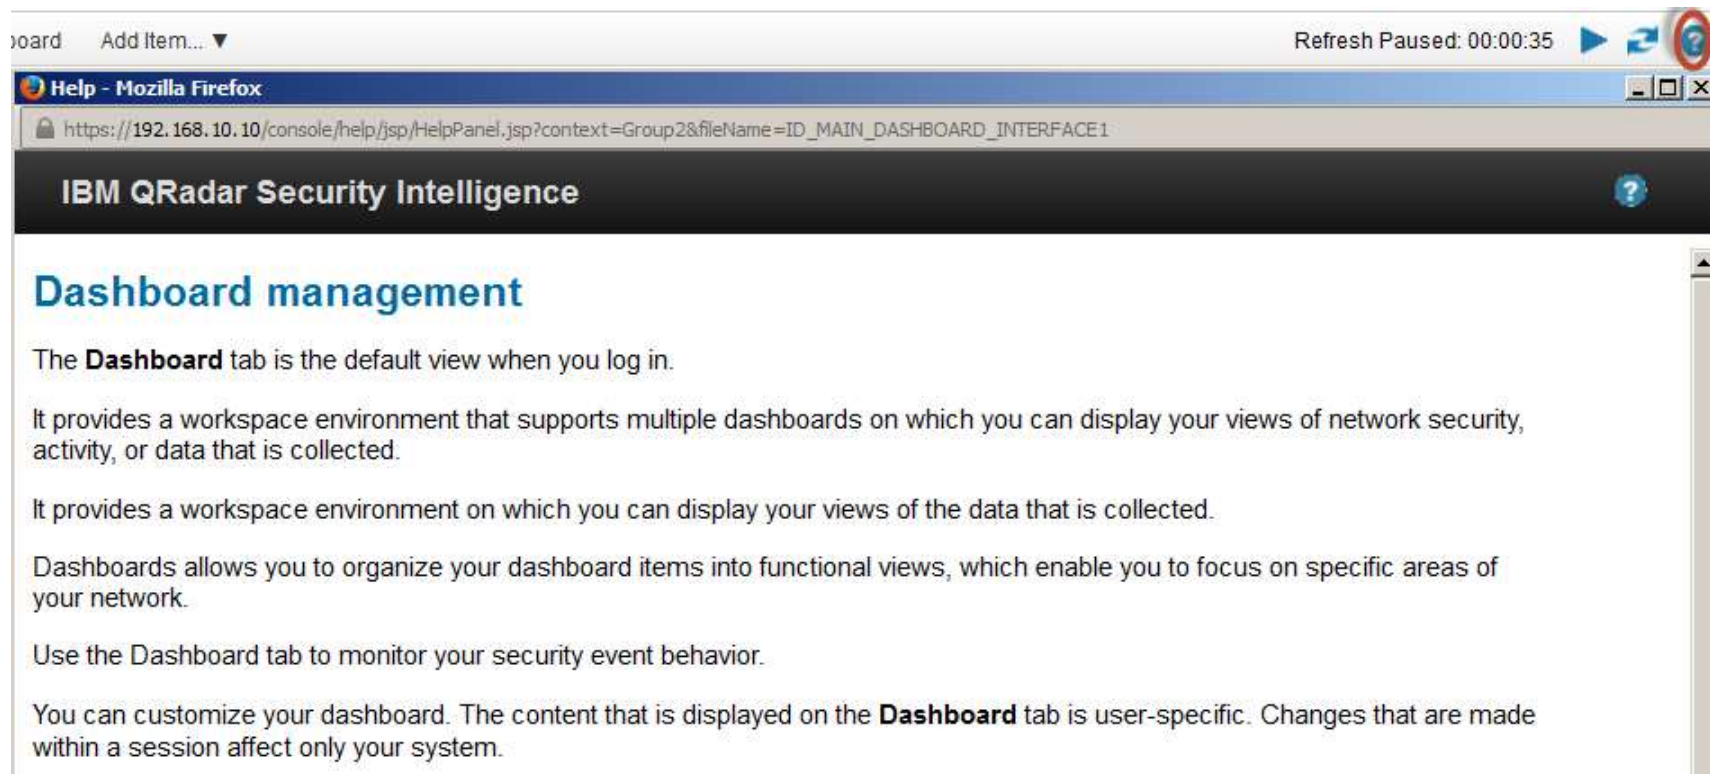 Add Item... ▼ Refresh Paused: 00:00:35 ?
Help - Mozilla Firefox
https://192.168.10.10/console/help/jsp/HelpPanel.jsp?context=Group2&fileName=ID_MAIN_DASHBOARD_INTERFACE1
IBM QRadar Security Intelligence ?
Dashboard management
The Dashboard tab is the default view when you log in.
It provides a workspace environment that supports multiple dashboards on which you can display your views of network security,
activity, or data that is collected.
It provides a workspace environment on which you can display your views of the data that is collected.
Dashboards allows you to organize your dashboard items into functional views, which enable you to focus on specific areas of
your network.
Use the Dashboard tab to monitor your security event behavior.
You can customize your dashboard. The content that is displayed on the Dashboard tab is user-specific. Changes that are made
within a session affect only your system.